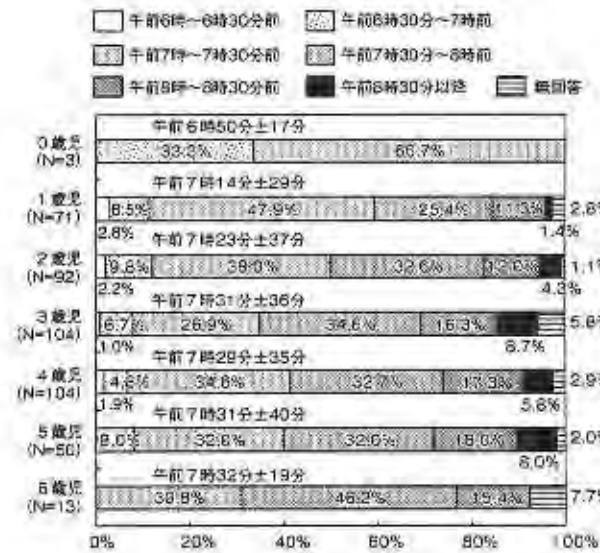 午前6時～6時30分前 午前6時30分～7時前
午前7時～7時30分前 午前7時30分～8時前
午前8時～8時30分前 午前8時30分以降 無回答
午前6時50分±17分
0歳児 33.3% 66.7%
(N=3)
午前7時14分±29分
1歳児 8.5% 47.9% 25.4% 11.3% 2.8%
(N=71)
2.8% 1.4%
午前7時23分±37分
2歳児 9.8% 38.0% 32.6% 12.0% 1.1%
(N=92)
2.2% 4.3%
午前7時31分±36分
3歳児 6.7% 26.9% 34.6% 16.3% 5.8%
(N=104)
1.0% 8.7%
午前7時29分±35分
4歳児 4.8% 34.6% 32.7% 17.3% 2.9%
(N=104)
1.9% 5.8%
午前7時31分±40分
5歳児 8.0% 32.0% 32.0% 18.0% 2.0%
(N=50)
8.0%
午前7時32分±19分
6歳児 30.8% 46.2% 15.4% 7.7%
(N=13)
0% 20% 40% 60% 80% 100%